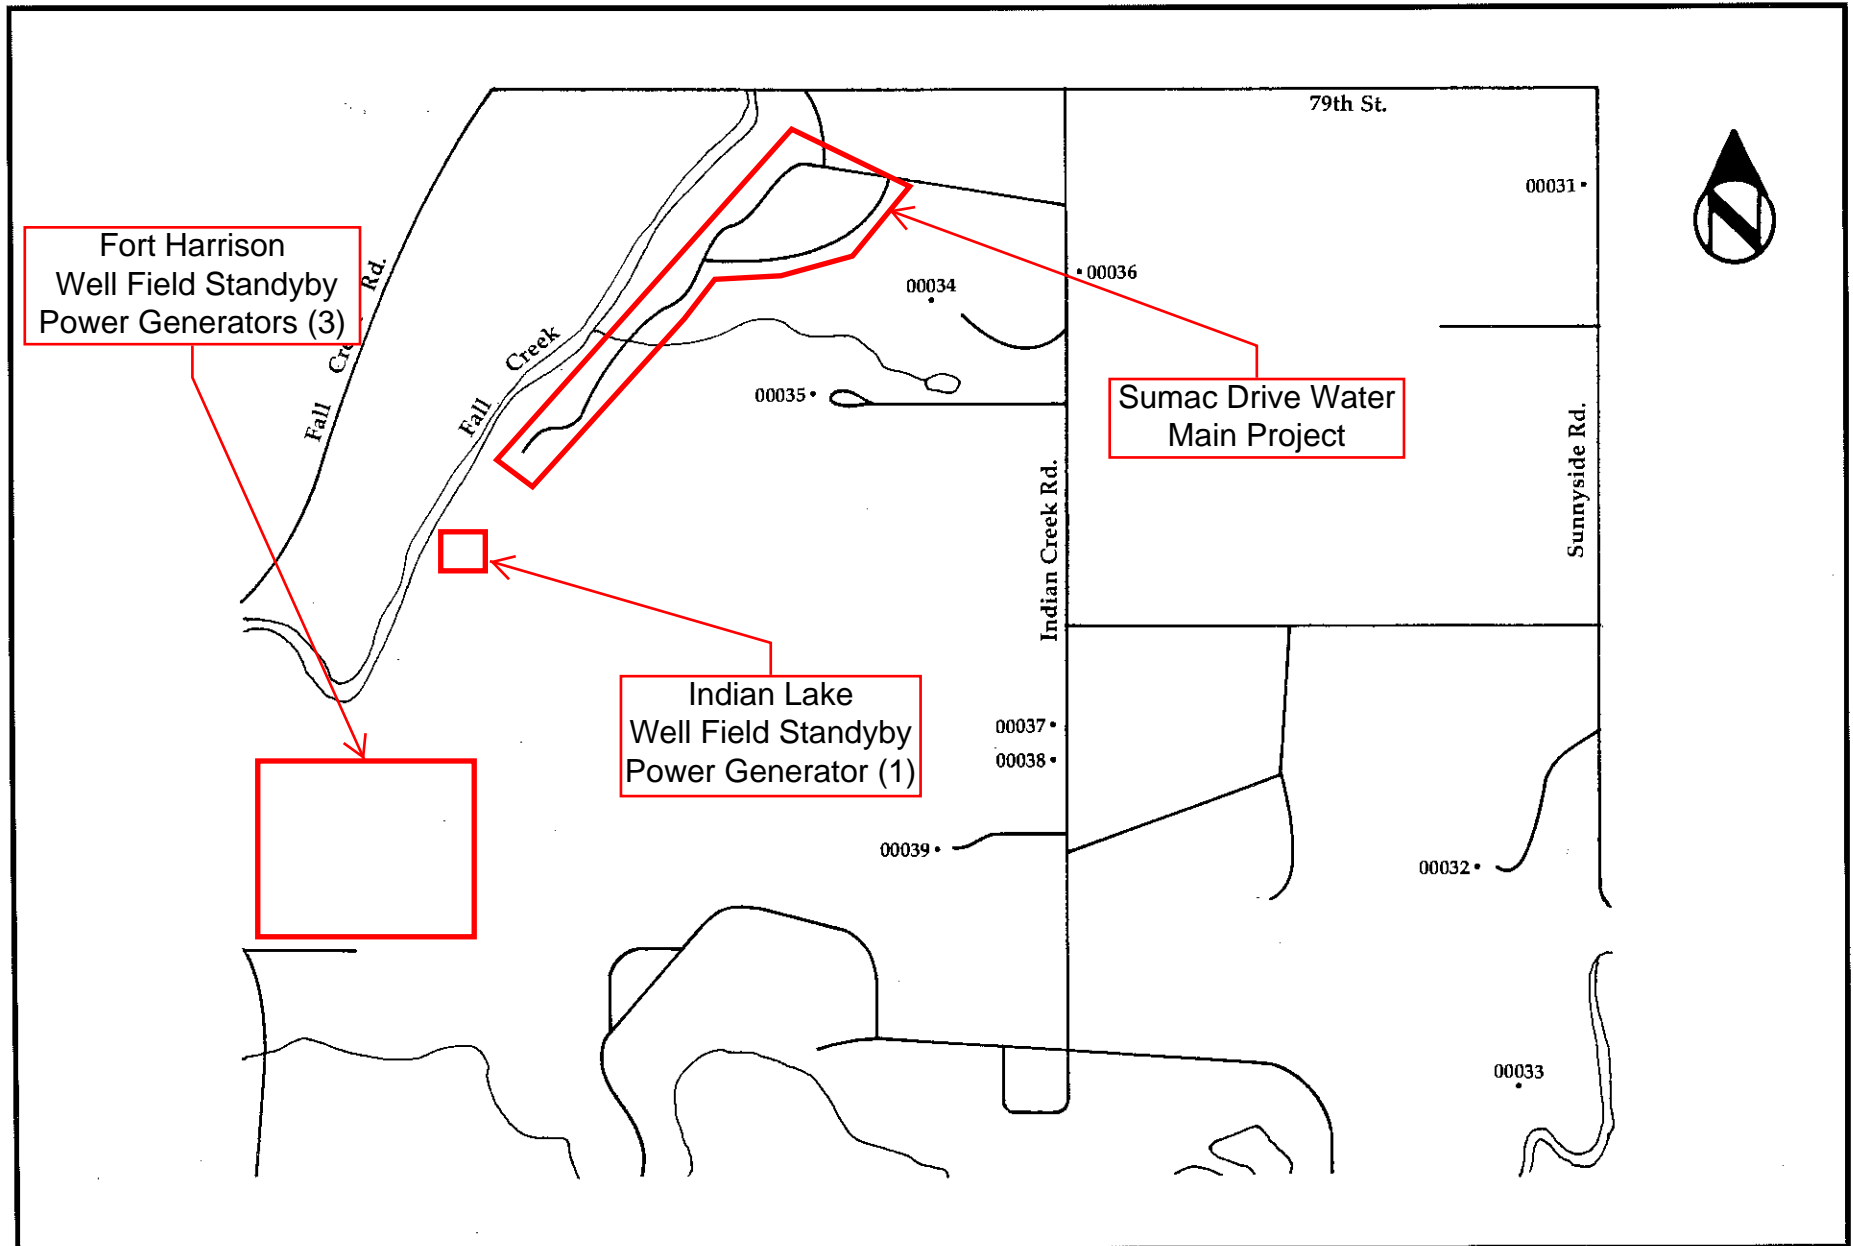 79th St.
00031
Fort Harrison
Well Field Standyby
Power Generators (3)
Fall Cre Rd.
00036
00034
Fall Creek
00035
Sumac Drive Water
Main Project
Indian Creek Rd.
Sunnyside Rd.
Indian Lake
Well Field Standyby
Power Generator (1)
00037
00038
00039
00032
00033
N